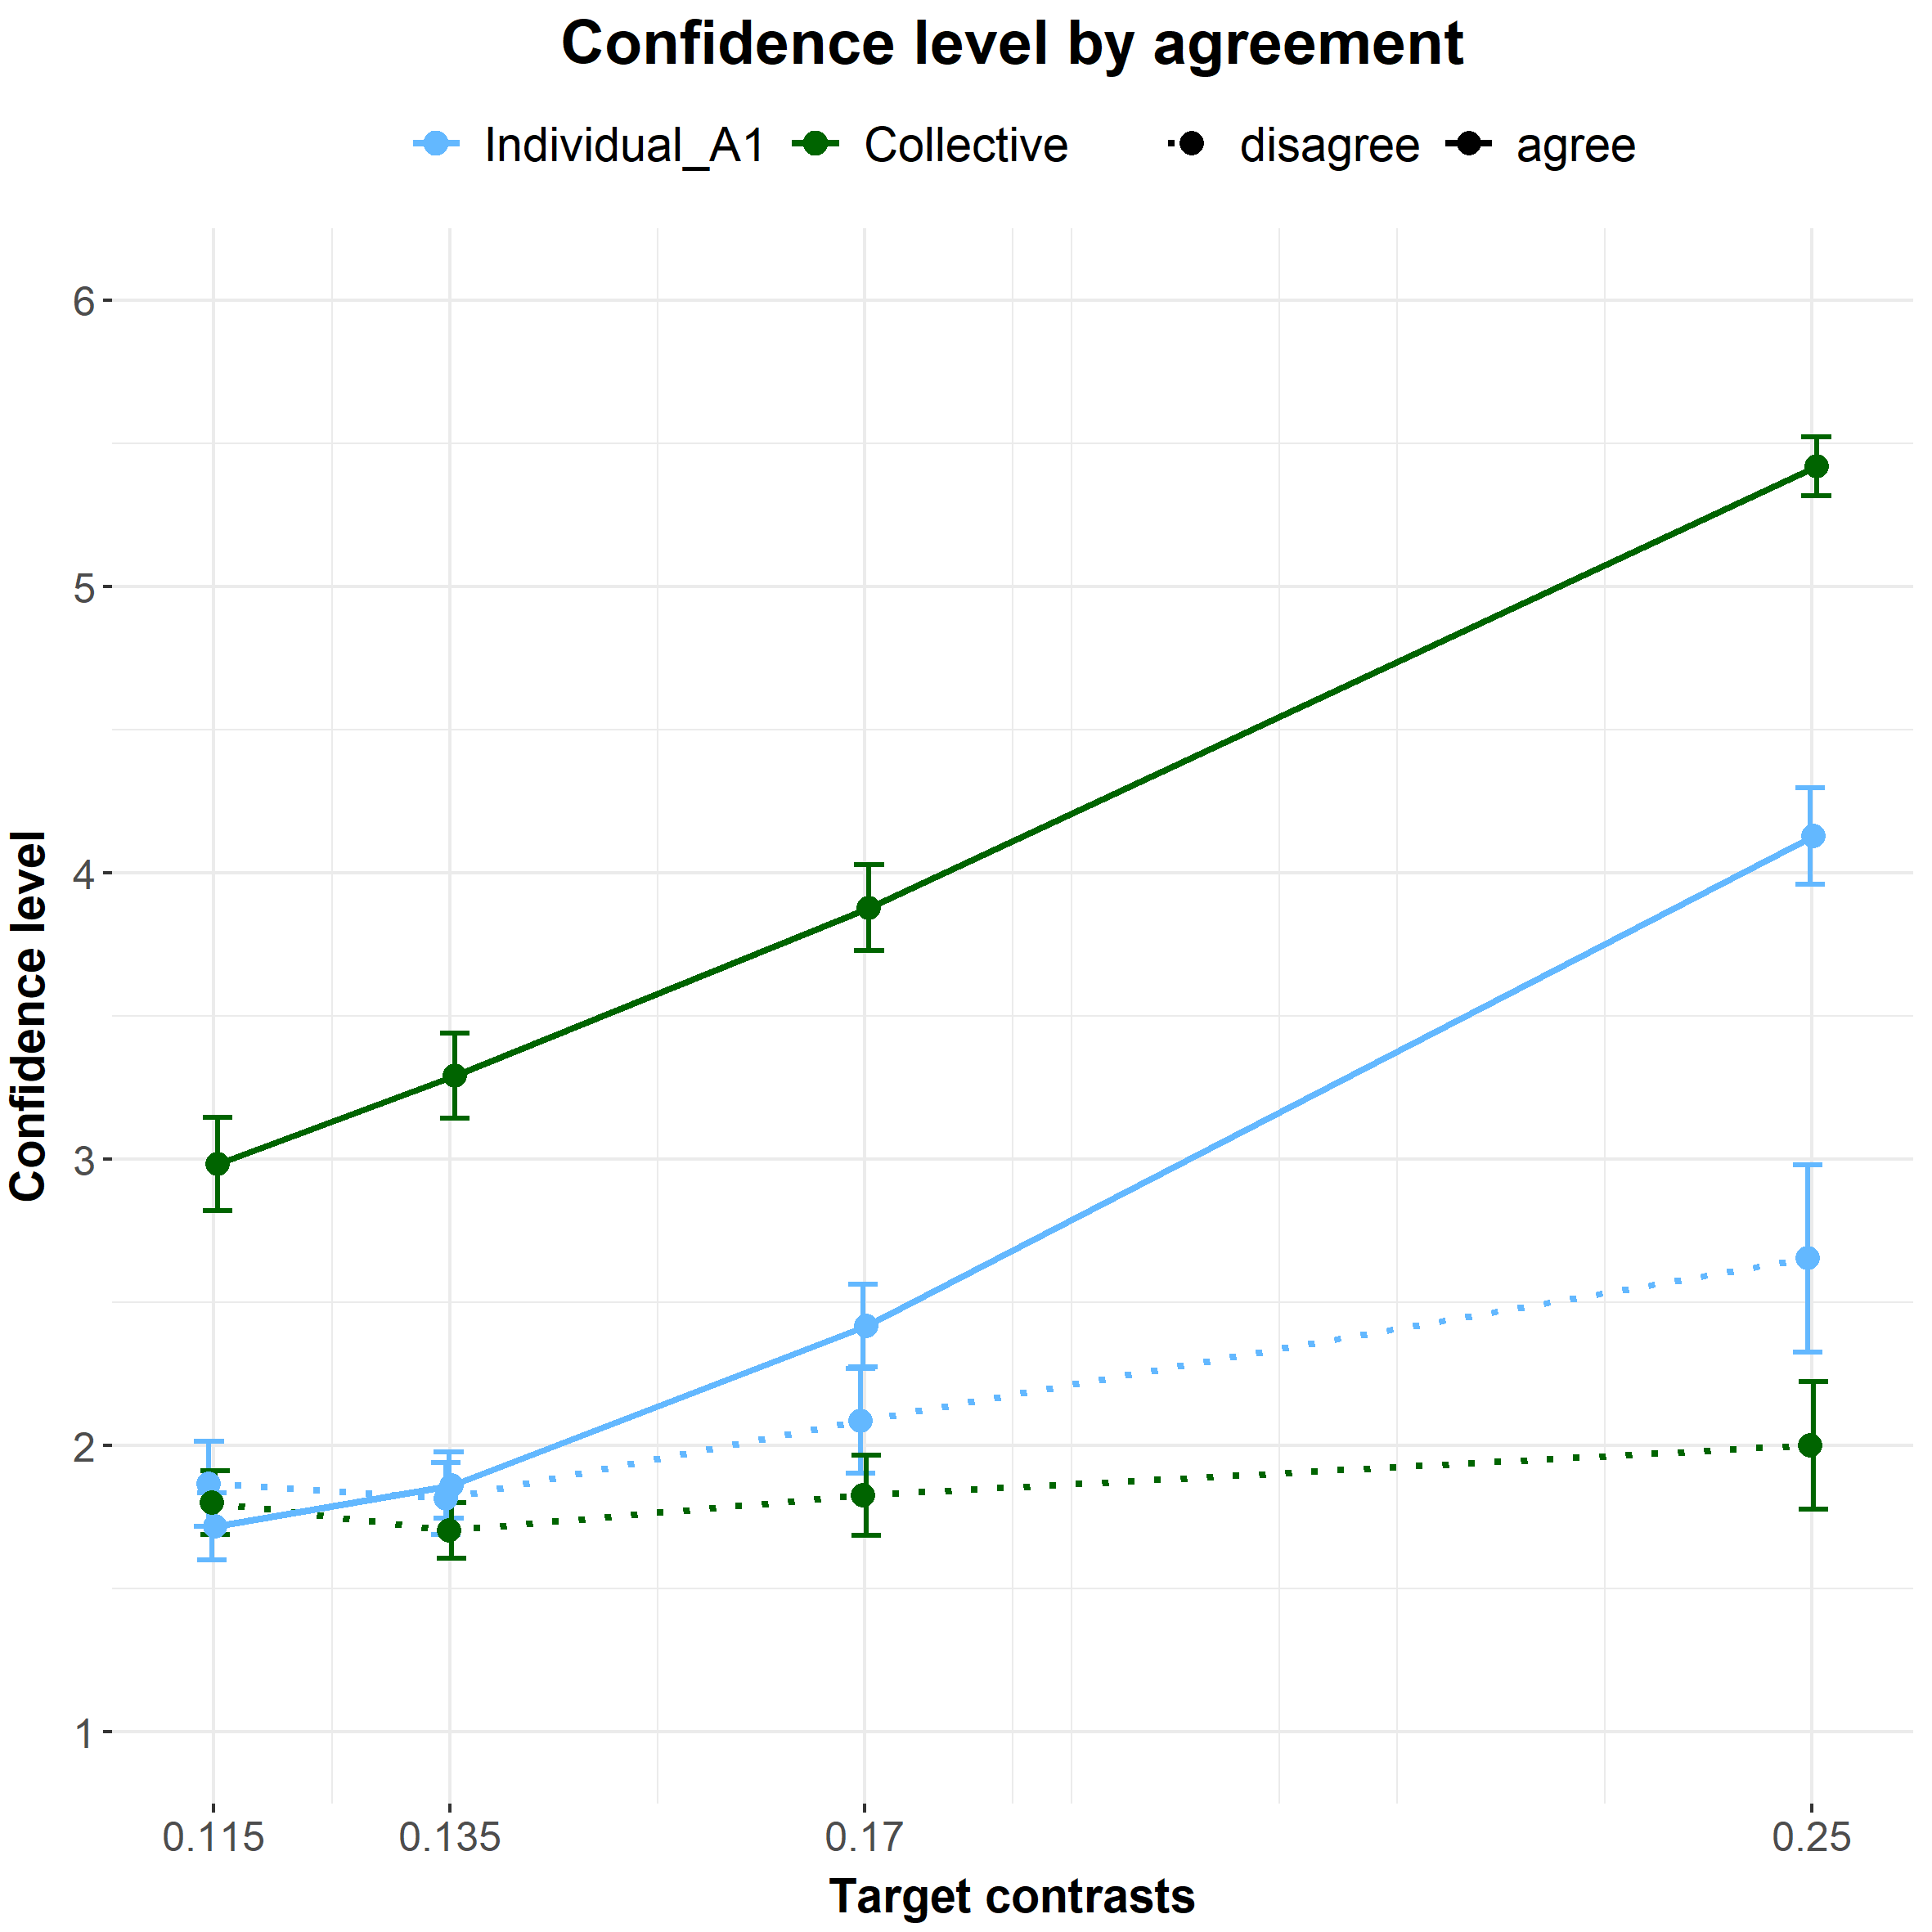 Confidence level by agreement
Individual_A1 Collective disagree agree
6
5
4
3
2
1
Confidence level
0.115 0.135 0.17 0.25
Target contrasts